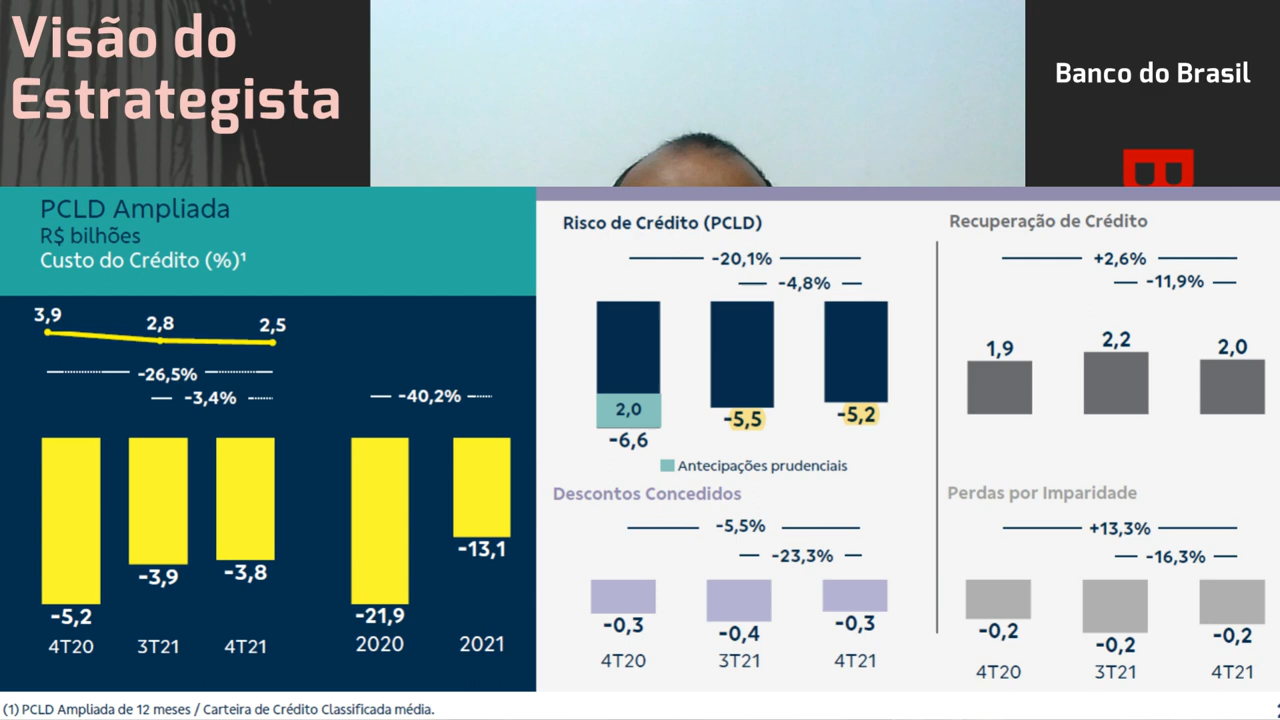 Visão do
Estrategista
Banco do Brasil
B
PCLD Ampliada
R$ bilhões
Custo do Crédito (%)¹
3,9
2,8
2,5
-26,5%
-3,4%
-40,2%
-5,2
-3,9
-3,8
-21,9
-13,1
4T20
3T21
4T21
2020
2021
Risco de Crédito (PCLD)
-20,1%
-4,8%
2,0
-6,6
-5,5
-5,2
Antecipações prudenciais
Recuperação de Crédito
+2,6%
-11,9%
1,9
2,2
2,0
Descontos Concedidos
-5,5%
-23,3%
-0,3
-0,4
-0,3
4T20
3T21
4T21
Perdas por Imparidade
+13,3%
-16,3%
-0,2
-0,2
-0,2
4T20
3T21
4T21
(1) PCLD Ampliada de 12 meses / Carteira de Crédito Classificada média.